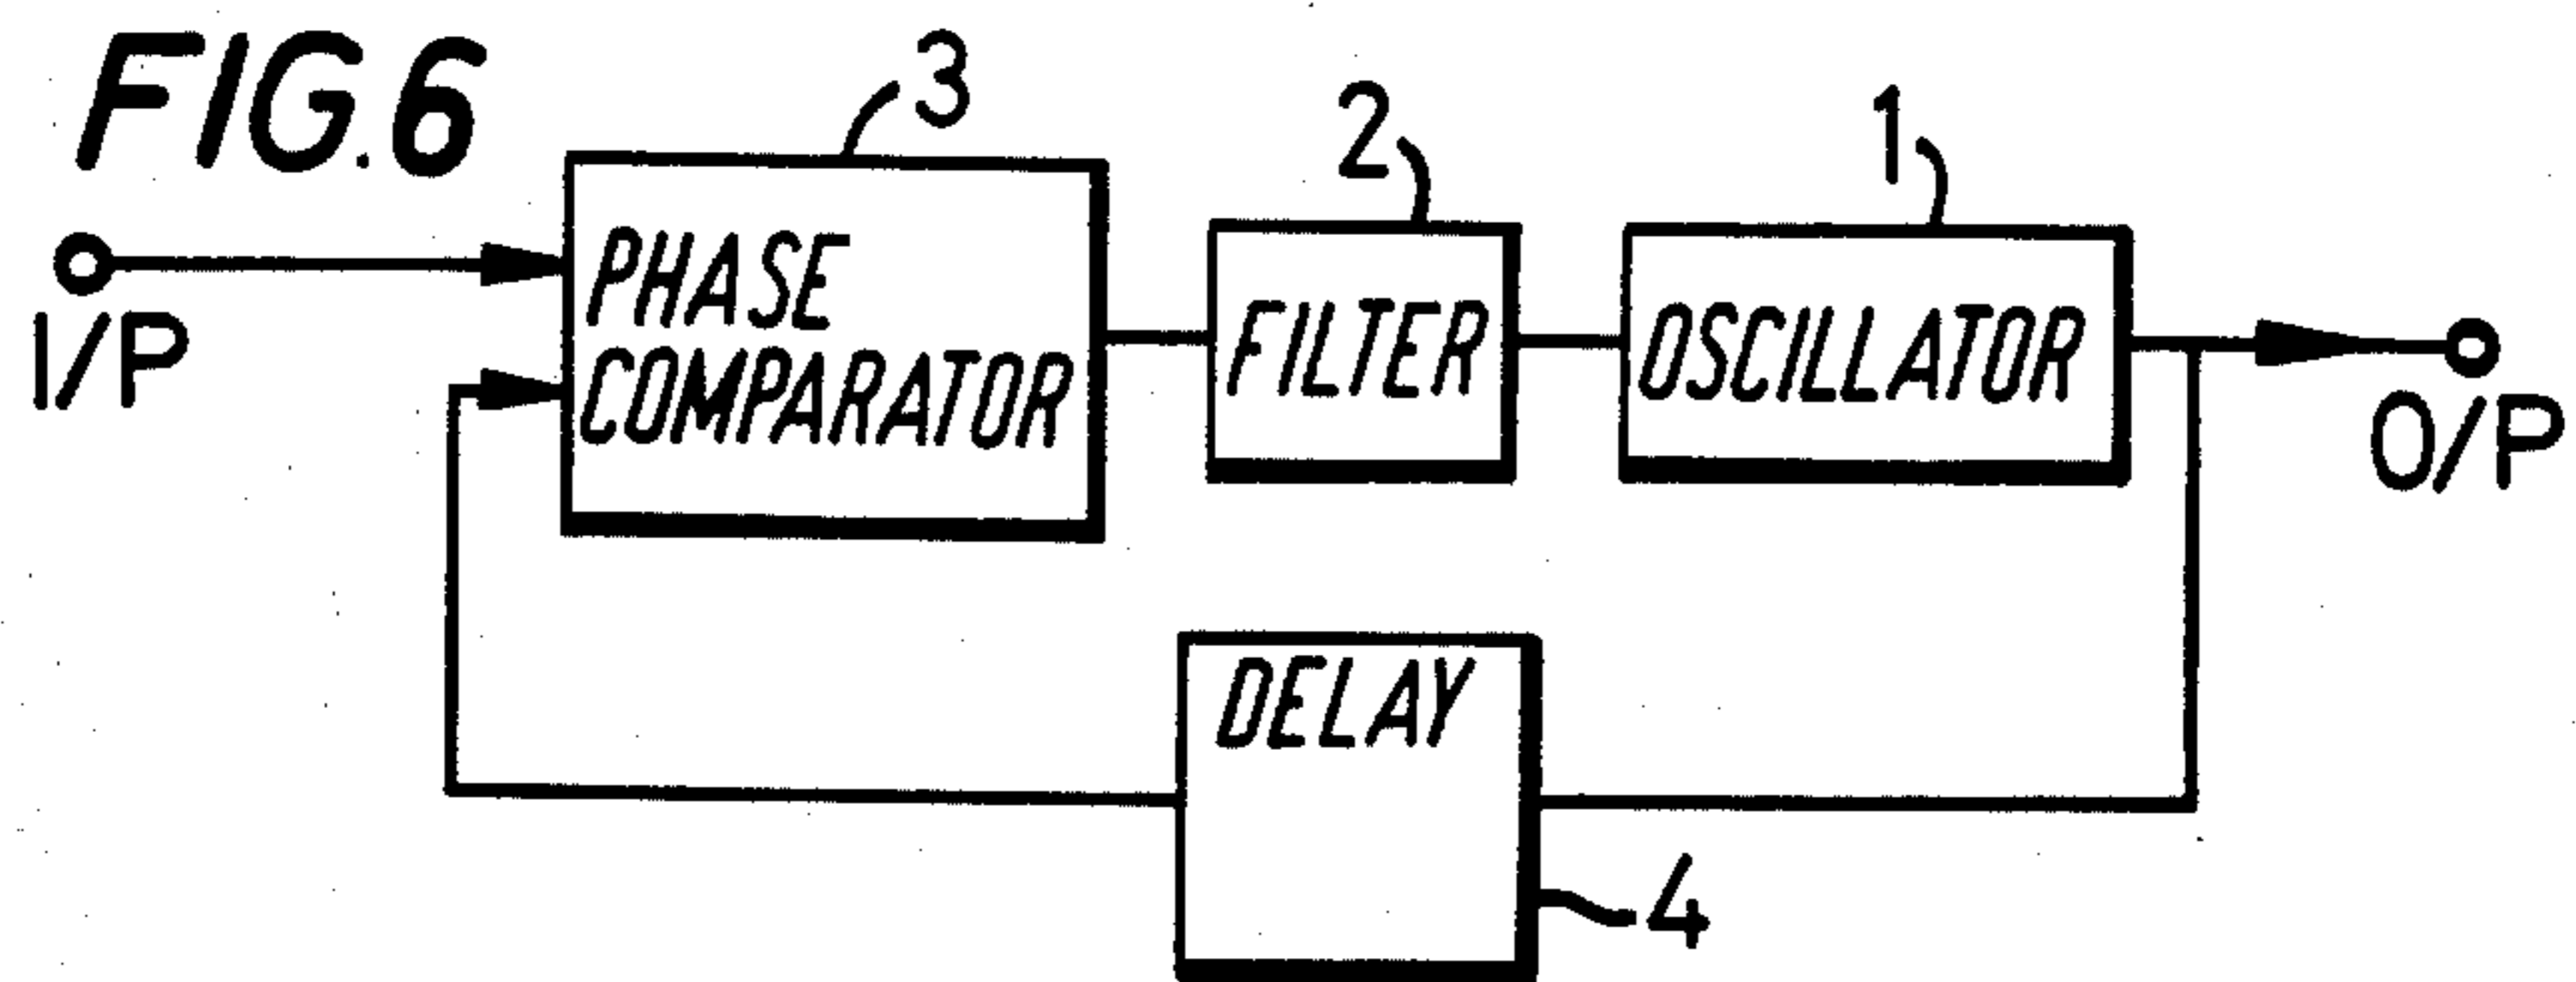 FIG.6
3
2
1
I/P
PHASE
COMPARATOR
FILTER
OSCILLATOR
O/P
DELAY
4